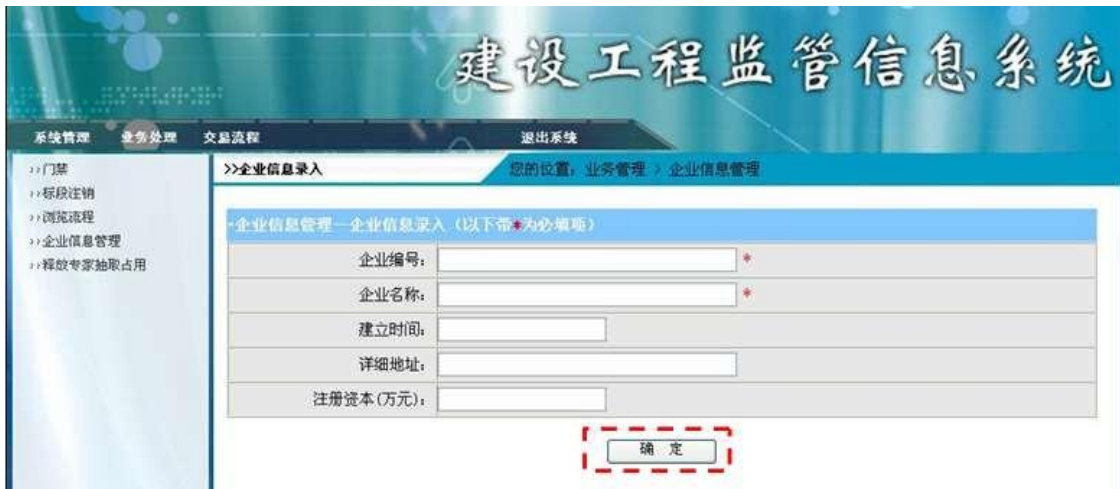 建设工程监管信息系统
系统管理 业务处理 交易流程 退出系统
>>门禁
>>标段注销
>>浏览流程
>>企业信息管理
>>释放专家抽取占用
>>企业信息录入 您的位置：业务管理 > 企业信息管理
·企业信息管理--企业信息录入（以下带*为必填项）
企业编号： *
企业名称： *
建立时间：
详细地址：
注册资本(万元)：
确 定